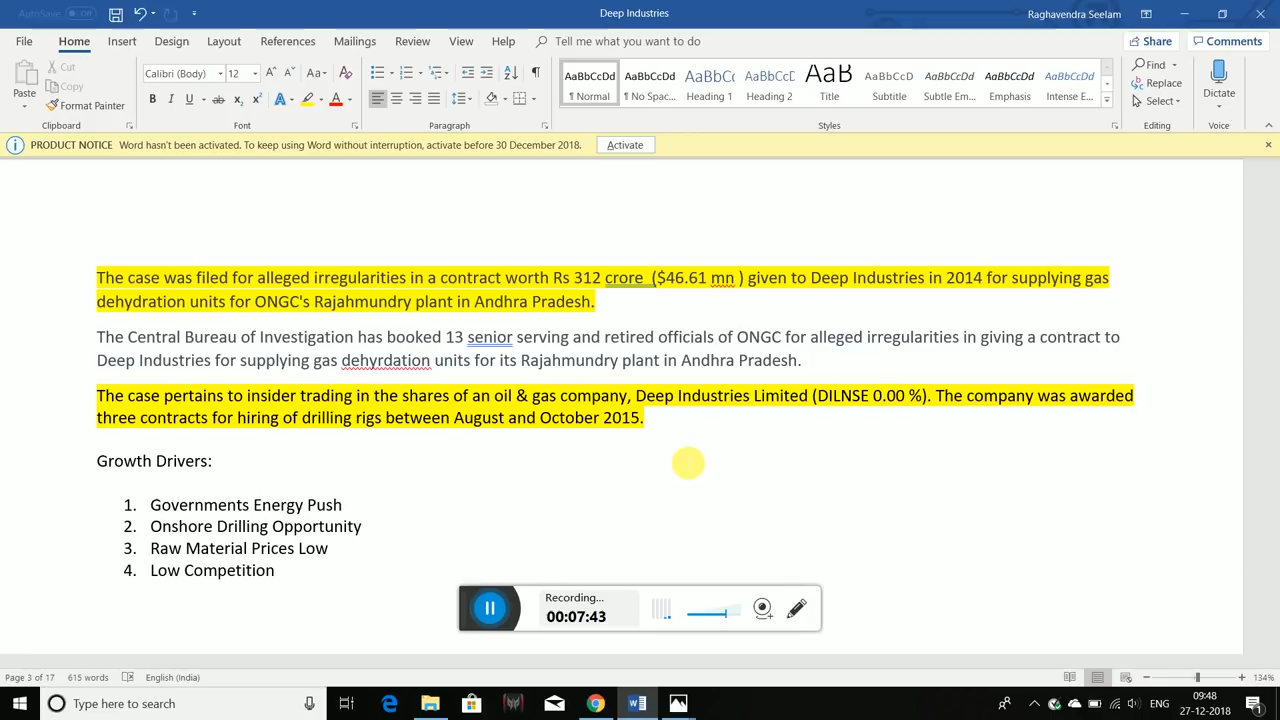 AutoSave Off
Deep Industries
Raghavendra Seelam
File Home Insert Design Layout References Mailings Review View Help Tell me what you want to do Share Comments
Paste
Cut
Copy
Format Painter
Clipboard
Calibri (Body) 12
Font
Paragraph
AaBbCcDd AaBbCcDd AaBbCc AaBbCcD AaB AaBbCcDd AaBbCcDd AaBbCcDd AaBbCcDd
¶ Normal ¶ No Spac... Heading 1 Heading 2 Title Subtitle Subtle Em... Emphasis Intense E...
Styles
Find
Replace
Select
Editing
Dictate
Voice
PRODUCT NOTICE Word hasn't been activated. To keep using Word without interruption, activate before 30 December 2018. Activate
The case was filed for alleged irregularities in a contract worth Rs 312 crore ($46.61 mn ) given to Deep Industries in 2014 for supplying gas
dehydration units for ONGC's Rajahmundry plant in Andhra Pradesh.
The Central Bureau of Investigation has booked 13 senior serving and retired officials of ONGC for alleged irregularities in giving a contract to
Deep Industries for supplying gas dehyrdation units for its Rajahmundry plant in Andhra Pradesh.
The case pertains to insider trading in the shares of an oil & gas company, Deep Industries Limited (DILNSE 0.00 %). The company was awarded
three contracts for hiring of drilling rigs between August and October 2015.
Growth Drivers:
1. Governments Energy Push
2. Onshore Drilling Opportunity
3. Raw Material Prices Low
4. Low Competition
Recording...
00:07:43
Page 3 of 17 615 words English (India) 134%
Type here to search
09:48
27-12-2018